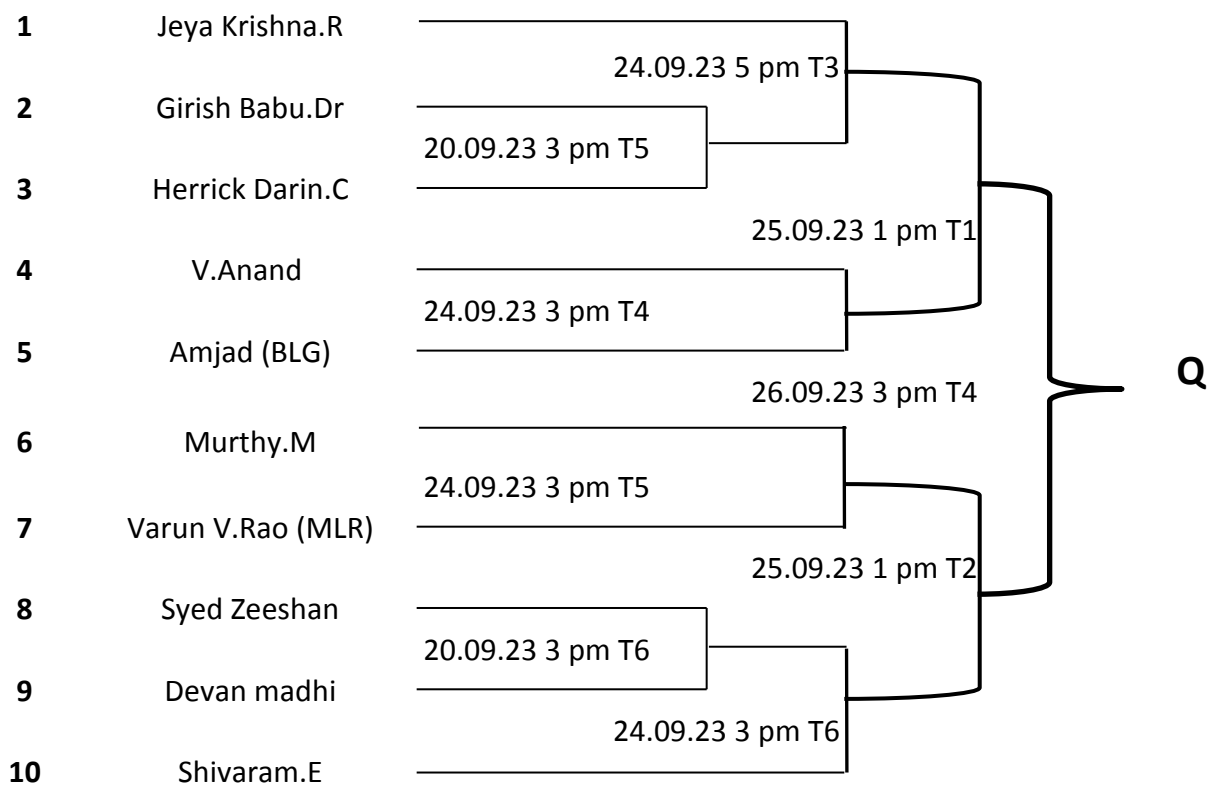 1 Jeya Krishna.R
24.09.23 5 pm T3
2 Girish Babu.Dr
20.09.23 3 pm T5
3 Herrick Darin.C
25.09.23 1 pm T1
4 V.Anand
24.09.23 3 pm T4
5 Amjad (BLG)
Q
26.09.23 3 pm T4
6 Murthy.M
24.09.23 3 pm T5
7 Varun V.Rao (MLR)
25.09.23 1 pm T2
8 Syed Zeeshan
20.09.23 3 pm T6
9 Devan madhi
24.09.23 3 pm T6
10 Shivaram.E